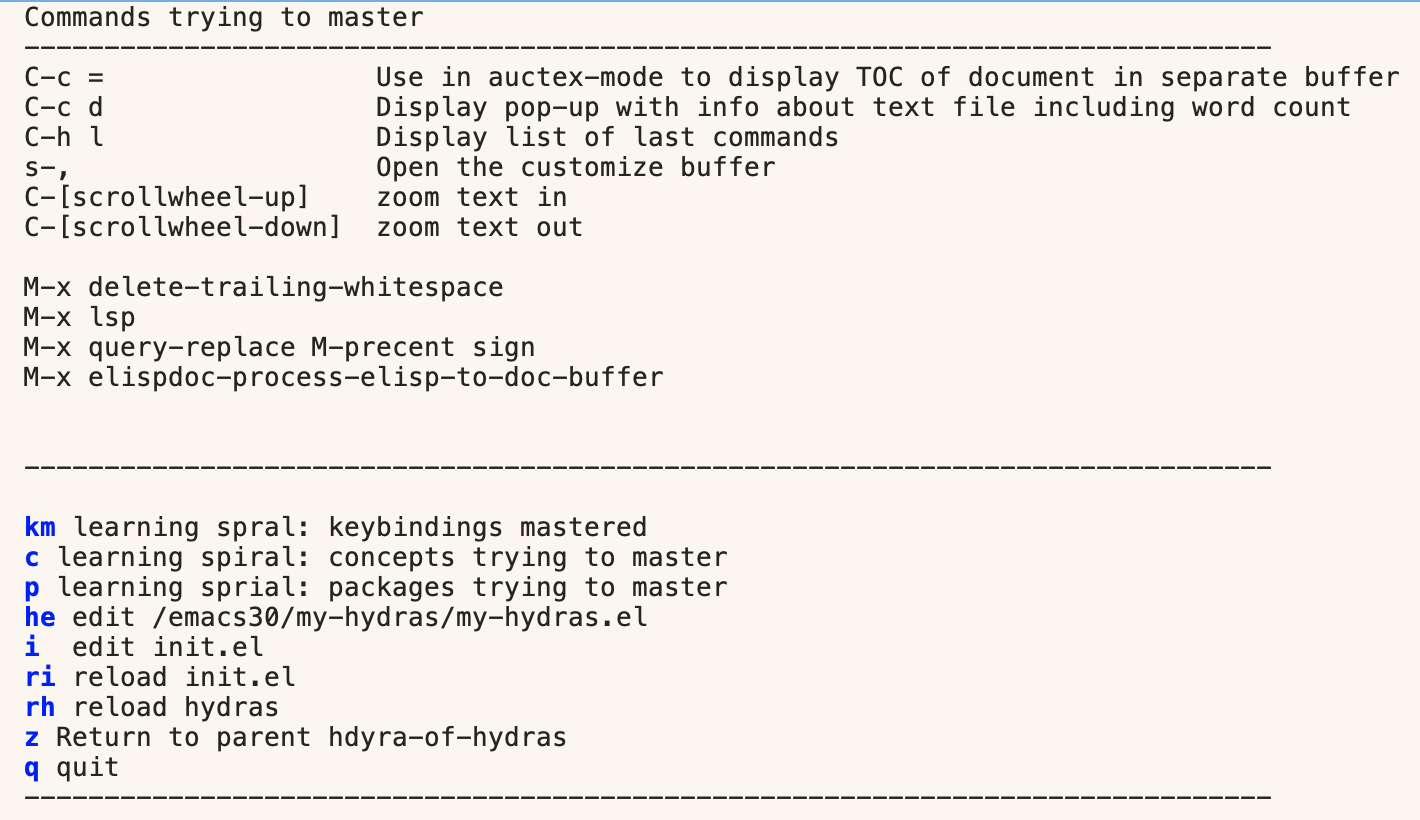 Commands trying to master
------------------------------------------------------------------------------
C-c =                 Use in auctex-mode to display TOC of document in separate buffer
C-c d                 Display pop-up with info about text file including word count
C-h l                 Display list of last commands
s-,                   Open the customize buffer
C-[scrollwheel-up]    zoom text in
C-[scrollwheel-down]  zoom text out
M-x delete-trailing-whitespace
M-x lsp
M-x query-replace M-precent sign
M-x elispdoc-process-elisp-to-doc-buffer
------------------------------------------------------------------------------
km learning spral: keybindings mastered
c learning spiral: concepts trying to master
p learning sprial: packages trying to master
he edit /emacs30/my-hydras/my-hydras.el
i  edit init.el
ri reload init.el
rh reload hydras
z Return to parent hdyra-of-hydras
q quit
------------------------------------------------------------------------------